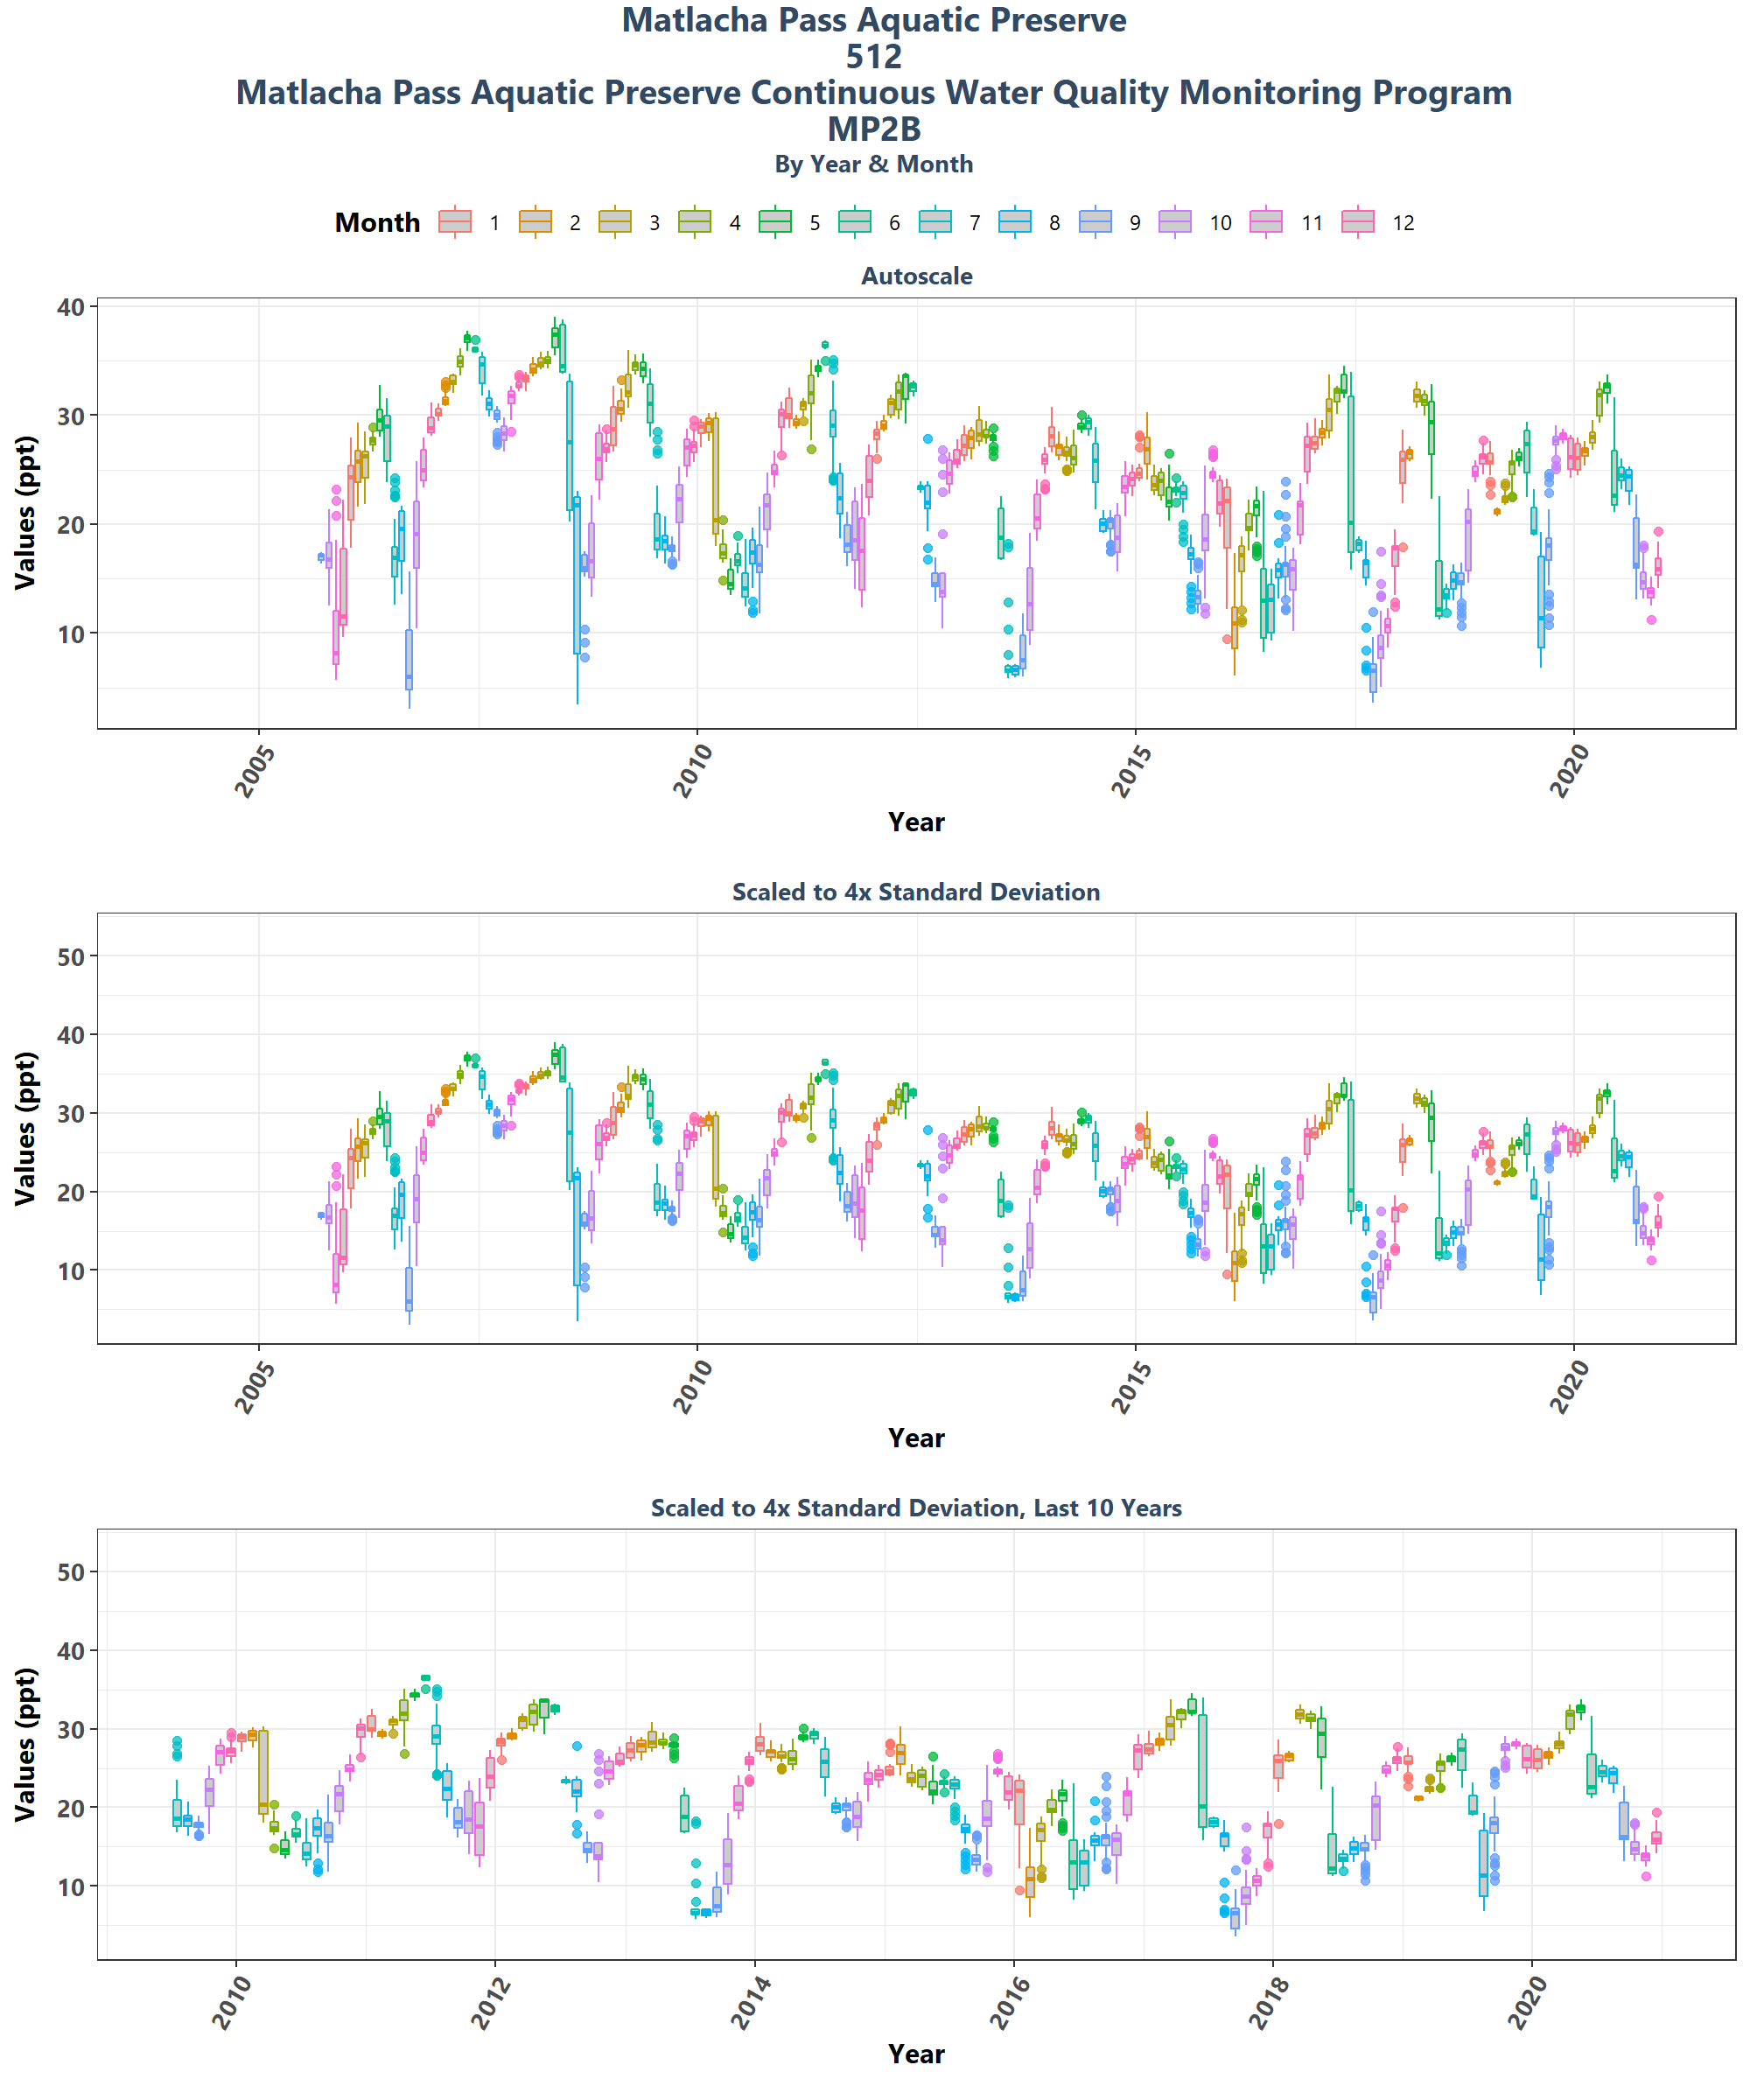 Matlacha Pass Aquatic Preserve
512
Matlacha Pass Aquatic Preserve Continuous Water Quality Monitoring Program
MP2B
By Year & Month
Month 1 2 3 4 5 6 7 8 9 10 11 12
Autoscale
Values (ppt)
40
30
20
10
2005 2010 2015 2020
Year
Scaled to 4x Standard Deviation
Values (ppt)
50
40
30
20
10
2005 2010 2015 2020
Year
Scaled to 4x Standard Deviation, Last 10 Years
Values (ppt)
50
40
30
20
10
2010 2012 2014 2016 2018 2020
Year